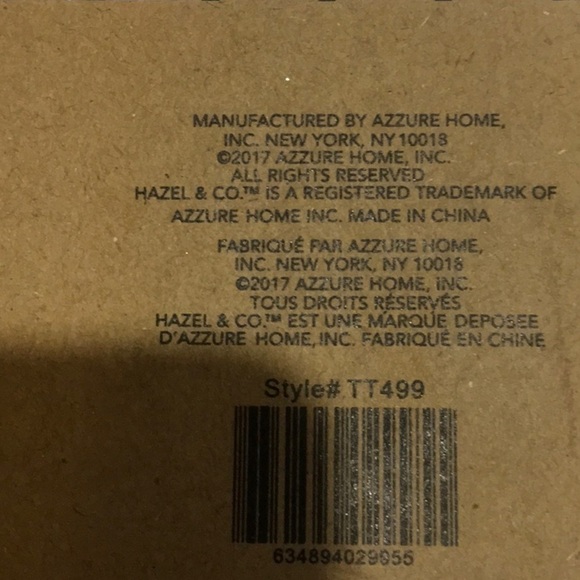 MANUFACTURED BY AZZURE HOME,
INC. NEW YORK, NY 10018
©2017 AZZURE HOME, INC.
ALL RIGHTS RESERVED
HAZEL & CO.™ IS A REGISTERED TRADEMARK OF
AZZURE HOME INC. MADE IN CHINA
FABRIQUÉ PAR AZZURE HOME,
INC. NEW YORK, NY 10018
©2017 AZZURE HOME, INC.
TOUS DROITS RÉSERVÉS
HAZEL & CO.™ EST UNE MARQUE DEPOSEE
D'AZZURE HOME, INC. FABRIQUÉ EN CHINE
Style# TT499
634894029955